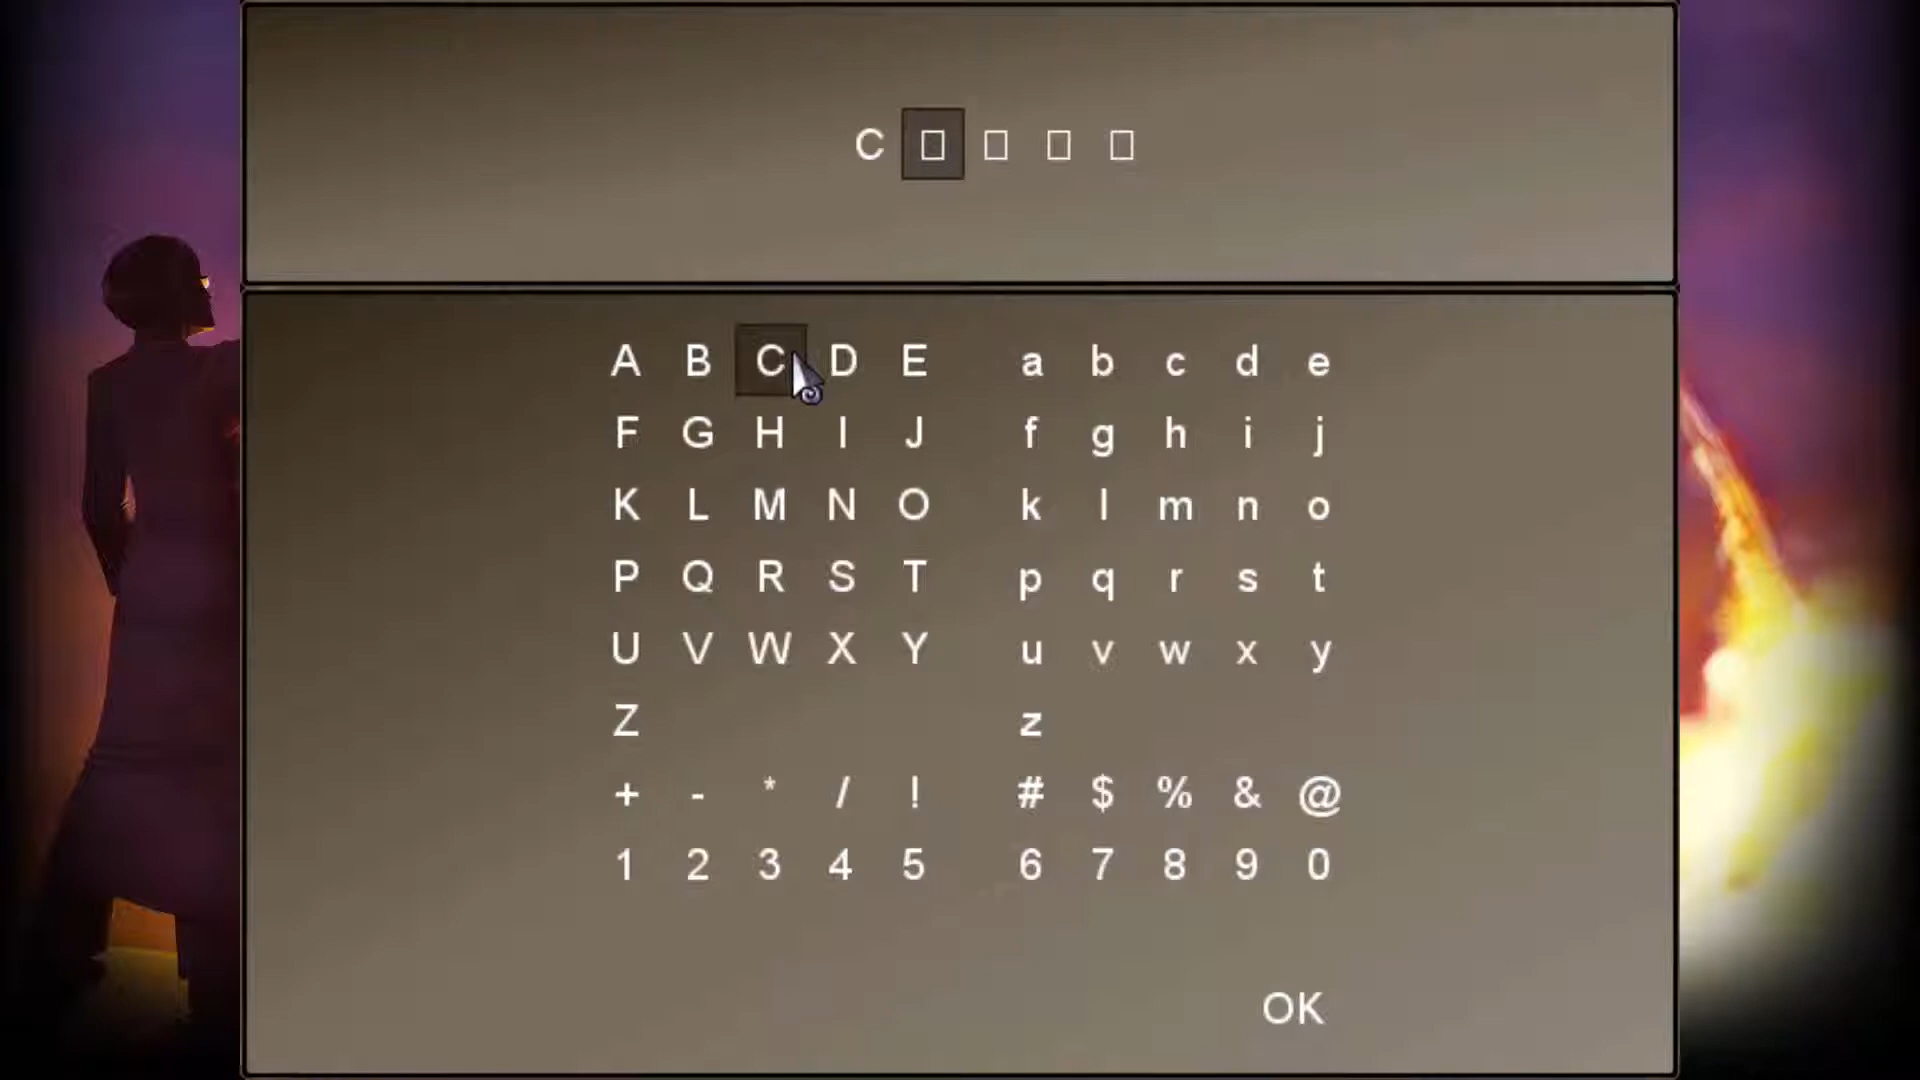 C □ □ □ □
A B C D E a b c d e
F G H I J f g h i j
K L M N O k l m n o
P Q R S T p q r s t
U V W X Y u v w x y
Z z
+ - * / ! # $ % & @
1 2 3 4 5 6 7 8 9 0
OK